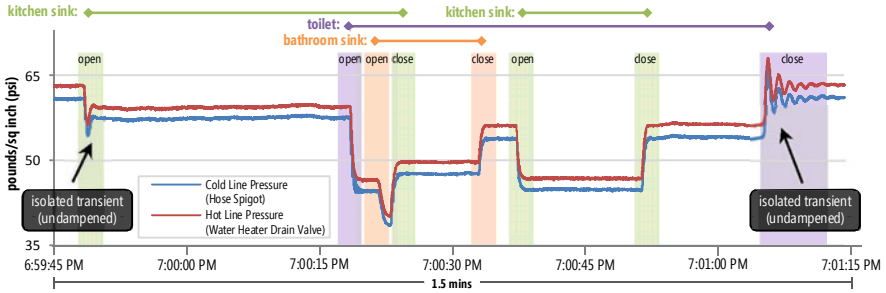 kitchen sink:
kitchen sink:
toilet:
bathroom sink:
open
open
open
close
close
open
close
close
pounds/sq inch (psi)
65
50
35
isolated transient
(undampened)
Cold Line Pressure
(Hose Spigot)
Hot Line Pressure
(Water Heater Drain Valve)
isolated transient
(undampened)
6:59:45 PM
7:00:00 PM
7:00:15 PM
7:00:30 PM
7:00:45 PM
7:01:00 PM
7:01:15 PM
1.5 mins